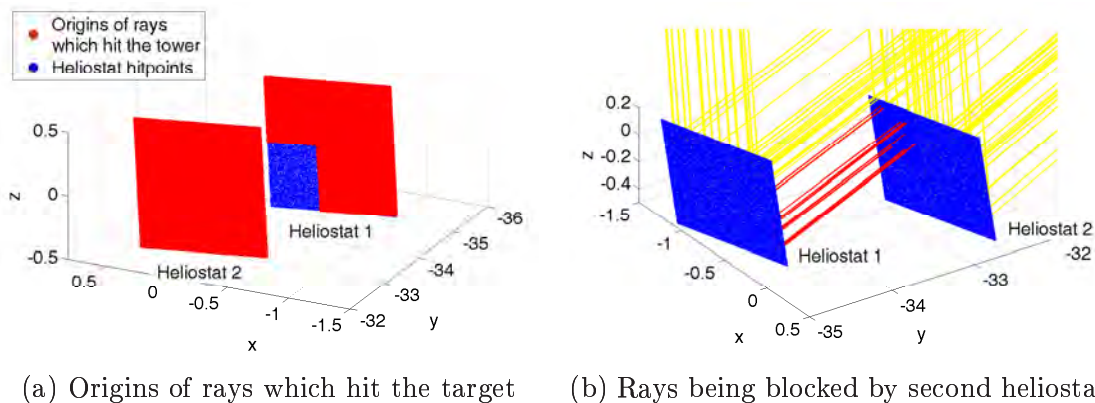 Origins of rays
which hit the tower
Heliostat hitpoints
0.5
0
-0.5
z
0.5
0
-0.5
-1
-1.5
x
-32
-33
-34
-35
-36
y
Heliostat 1
Heliostat 2
0.2
0
-0.2
-0.4
z
-1.5
-1
-0.5
0
0.5
x
-35
-34
-33
-32
y
Heliostat 1
Heliostat 2
(a) Origins of rays which hit the target
(b) Rays being blocked by second heliosta